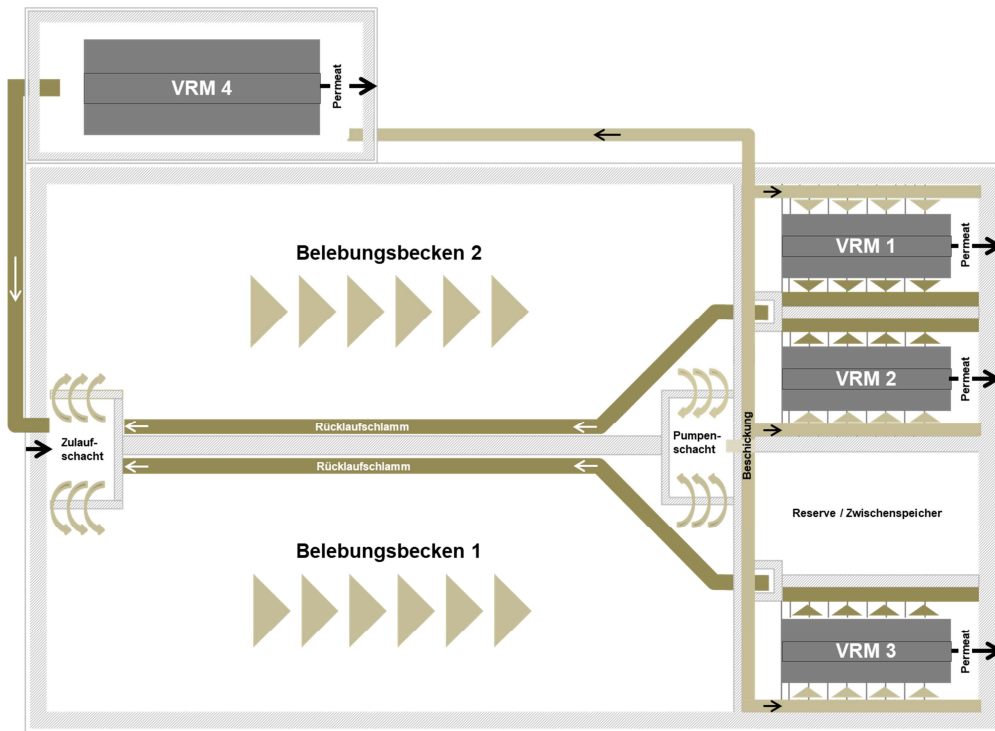 VRM 4
Permeat
Belebungsbecken 2
VRM 1
Permeat
VRM 2
Permeat
Rücklaufschlamm
Zulauf-
schacht
Pumpen-
schacht
Beschickung
Rücklaufschlamm
Reserve / Zwischenspeicher
Belebungsbecken 1
VRM 3
Permeat